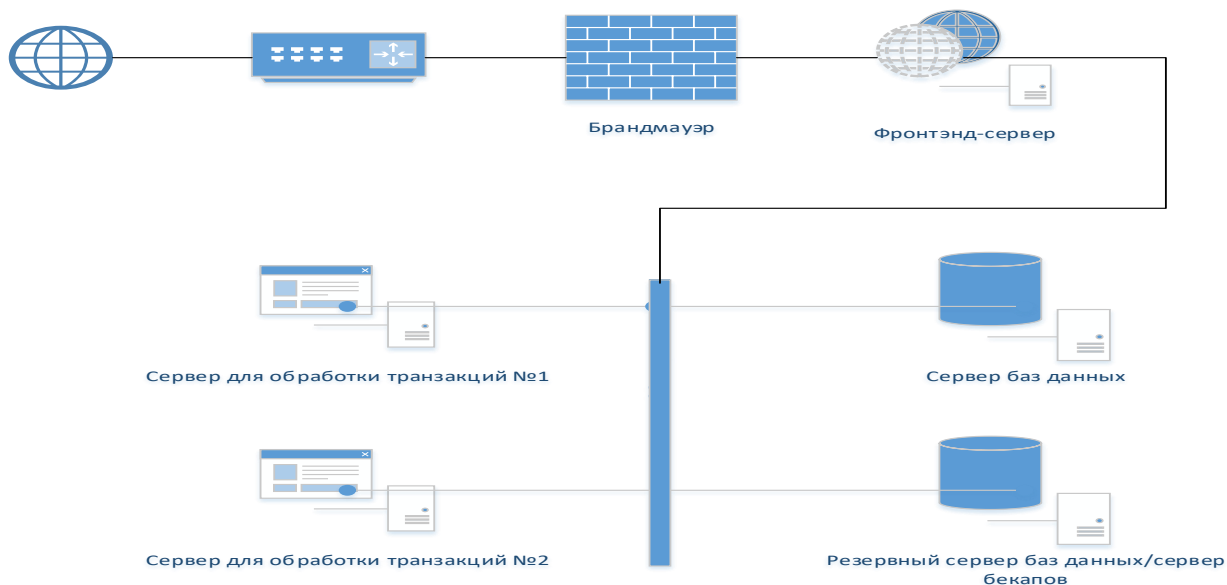 Брандмауэр
Фронтэнд-сервер
Сервер для обработки транзакций №1
Сервер баз данных
Сервер для обработки транзакций №2
Резервный сервер баз данных/сервер
бекапов